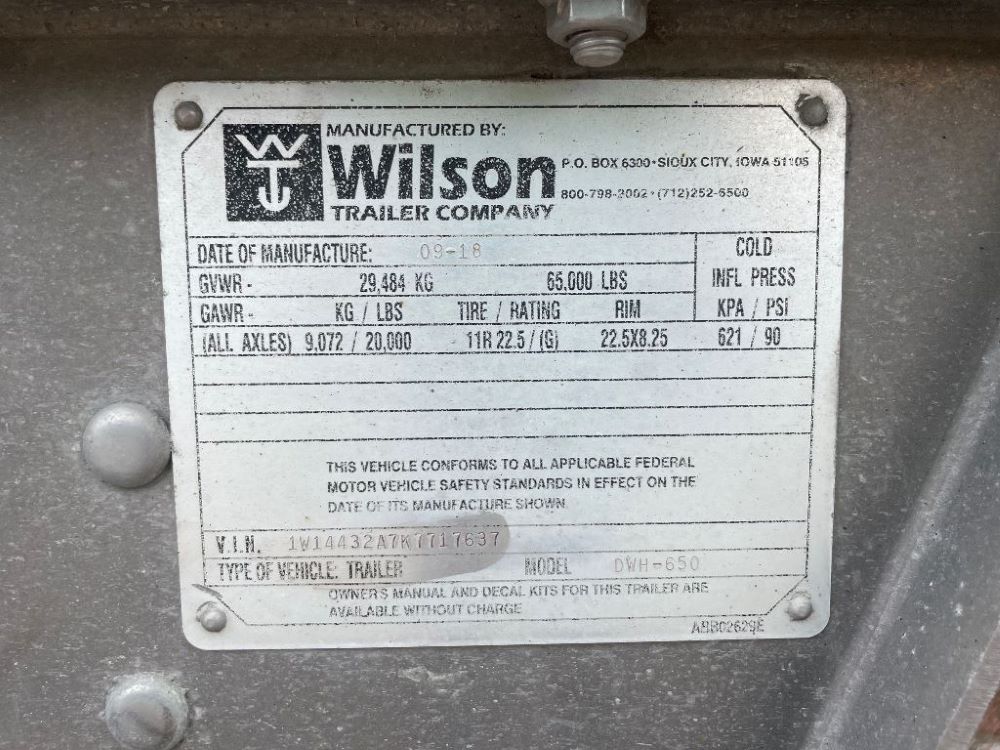 MANUFACTURED BY:
Wilson
TRAILER COMPANY
P.O. BOX 6300 • SIOUX CITY, IOWA 51106
800-798-2002 • (712)252-6500
DATE OF MANUFACTURE: 09-18
COLD
INFL PRESS
KPA / PSI
GVWR - 29,484 KG 65,000 LBS
GAWR - KG / LBS TIRE / RATING RIM
(ALL AXLES) 9,072 / 20,000 11R 22.5 / (G) 22.5X8.25 621 / 90
THIS VEHICLE CONFORMS TO ALL APPLICABLE FEDERAL
MOTOR VEHICLE SAFETY STANDARDS IN EFFECT ON THE
DATE OF ITS MANUFACTURE SHOWN.
V.I.N. 1W14432A7K7717637
TYPE OF VEHICLE: TRAILER MODEL DWH-650
OWNER'S MANUAL AND DECAL KITS FOR THIS TRAILER ARE
AVAILABLE WITHOUT CHARGE